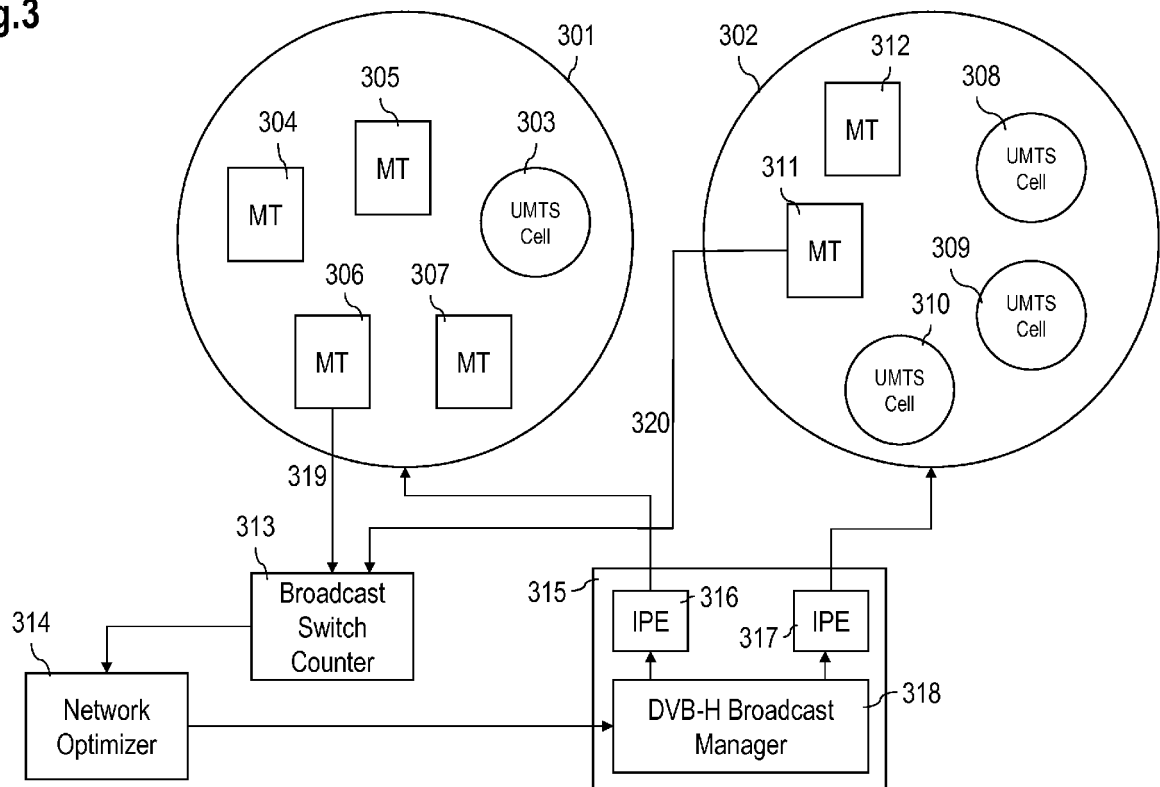 g.3
301
302
312
305
308
304
303
MT
MT
311
UMTS
Cell
MT
UMTS
Cell
MT
306
307
309
310
UMTS
Cell
MT
MT
UMTS
Cell
320
319
313
Broadcast
Switch
Counter
315
316
IPE
317
IPE
314
318
Network
Optimizer
DVB-H Broadcast
Manager